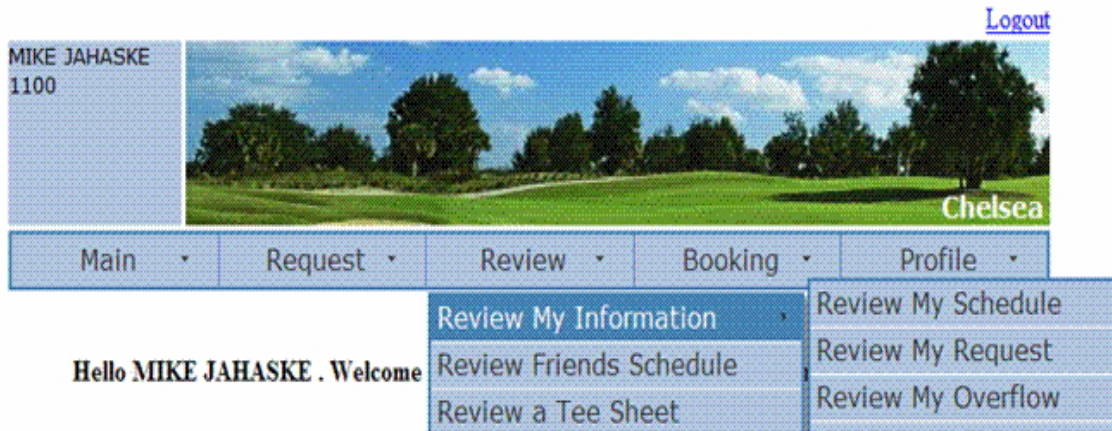 Logout
MIKE JAHASKE
1100
Chelsea
Main Request Review Booking Profile
Review My Information
Review My Schedule
Hello MIKE JAHASKE . Welcome
Review Friends Schedule
Review My Request
Review a Tee Sheet
Review My Overflow